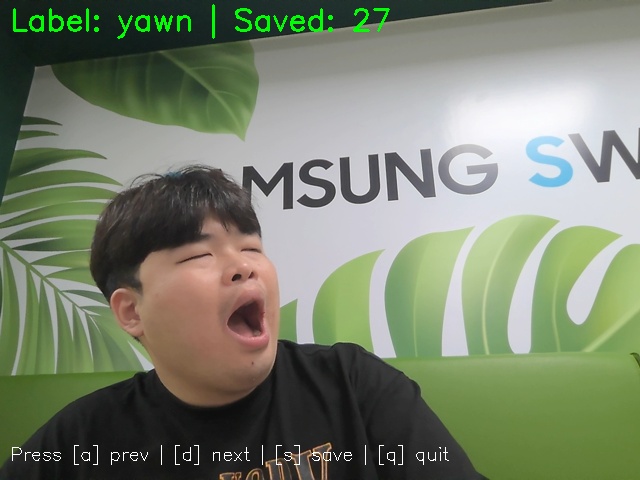 Label: yawn | Saved: 27
MSUNG SW
Press [a] prev | [d] next | [s] save | [q] quit